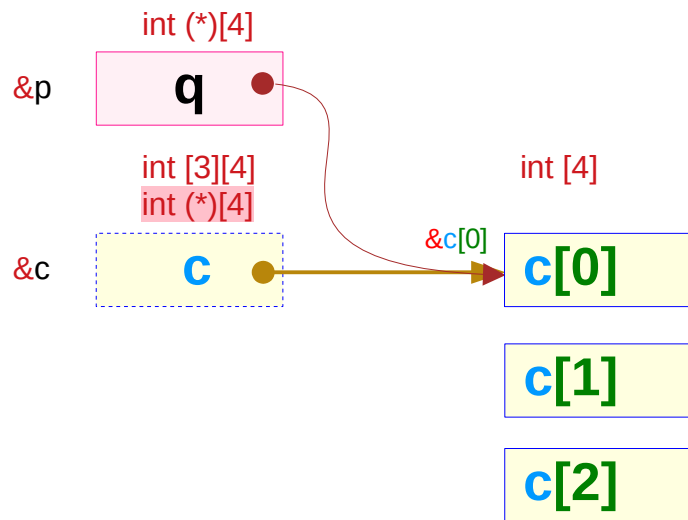 int (*)[4]
&p
q
int [3][4]
int [4]
int (*)[4]
&c[0]
&c
c
c[0]
c[1]
c[2]